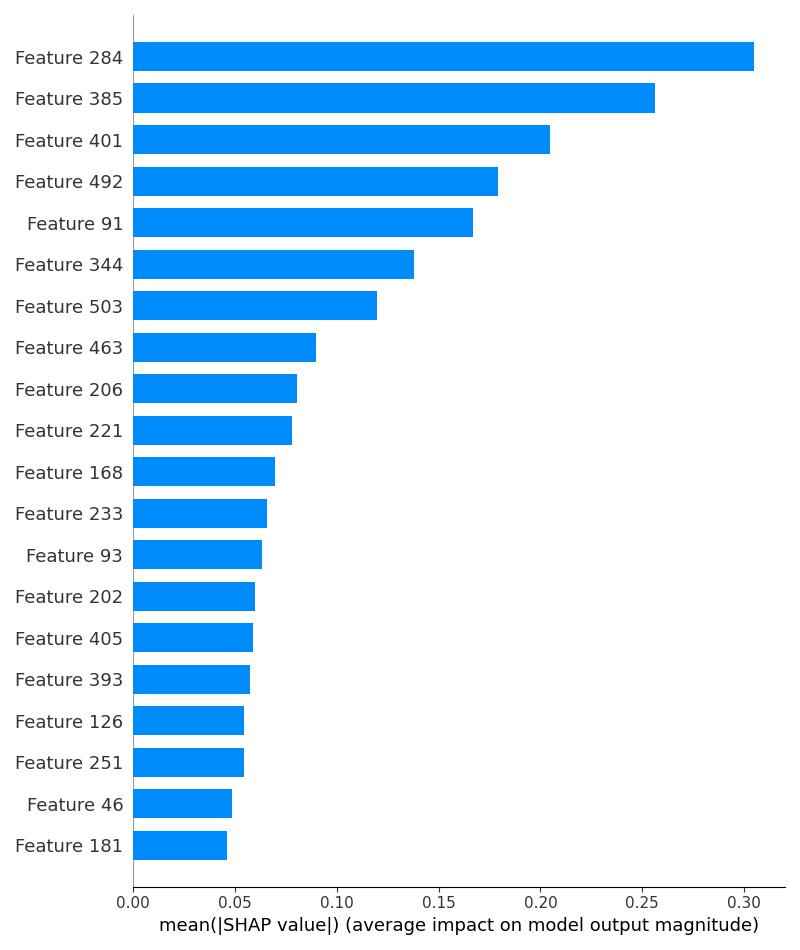 Feature 284
Feature 385
Feature 401
Feature 492
Feature 91
Feature 344
Feature 503
Feature 463
Feature 206
Feature 221
Feature 168
Feature 233
Feature 93
Feature 202
Feature 405
Feature 393
Feature 126
Feature 251
Feature 46
Feature 181
0.00 0.05 0.10 0.15 0.20 0.25 0.30
mean(|SHAP value|) (average impact on model output magnitude)